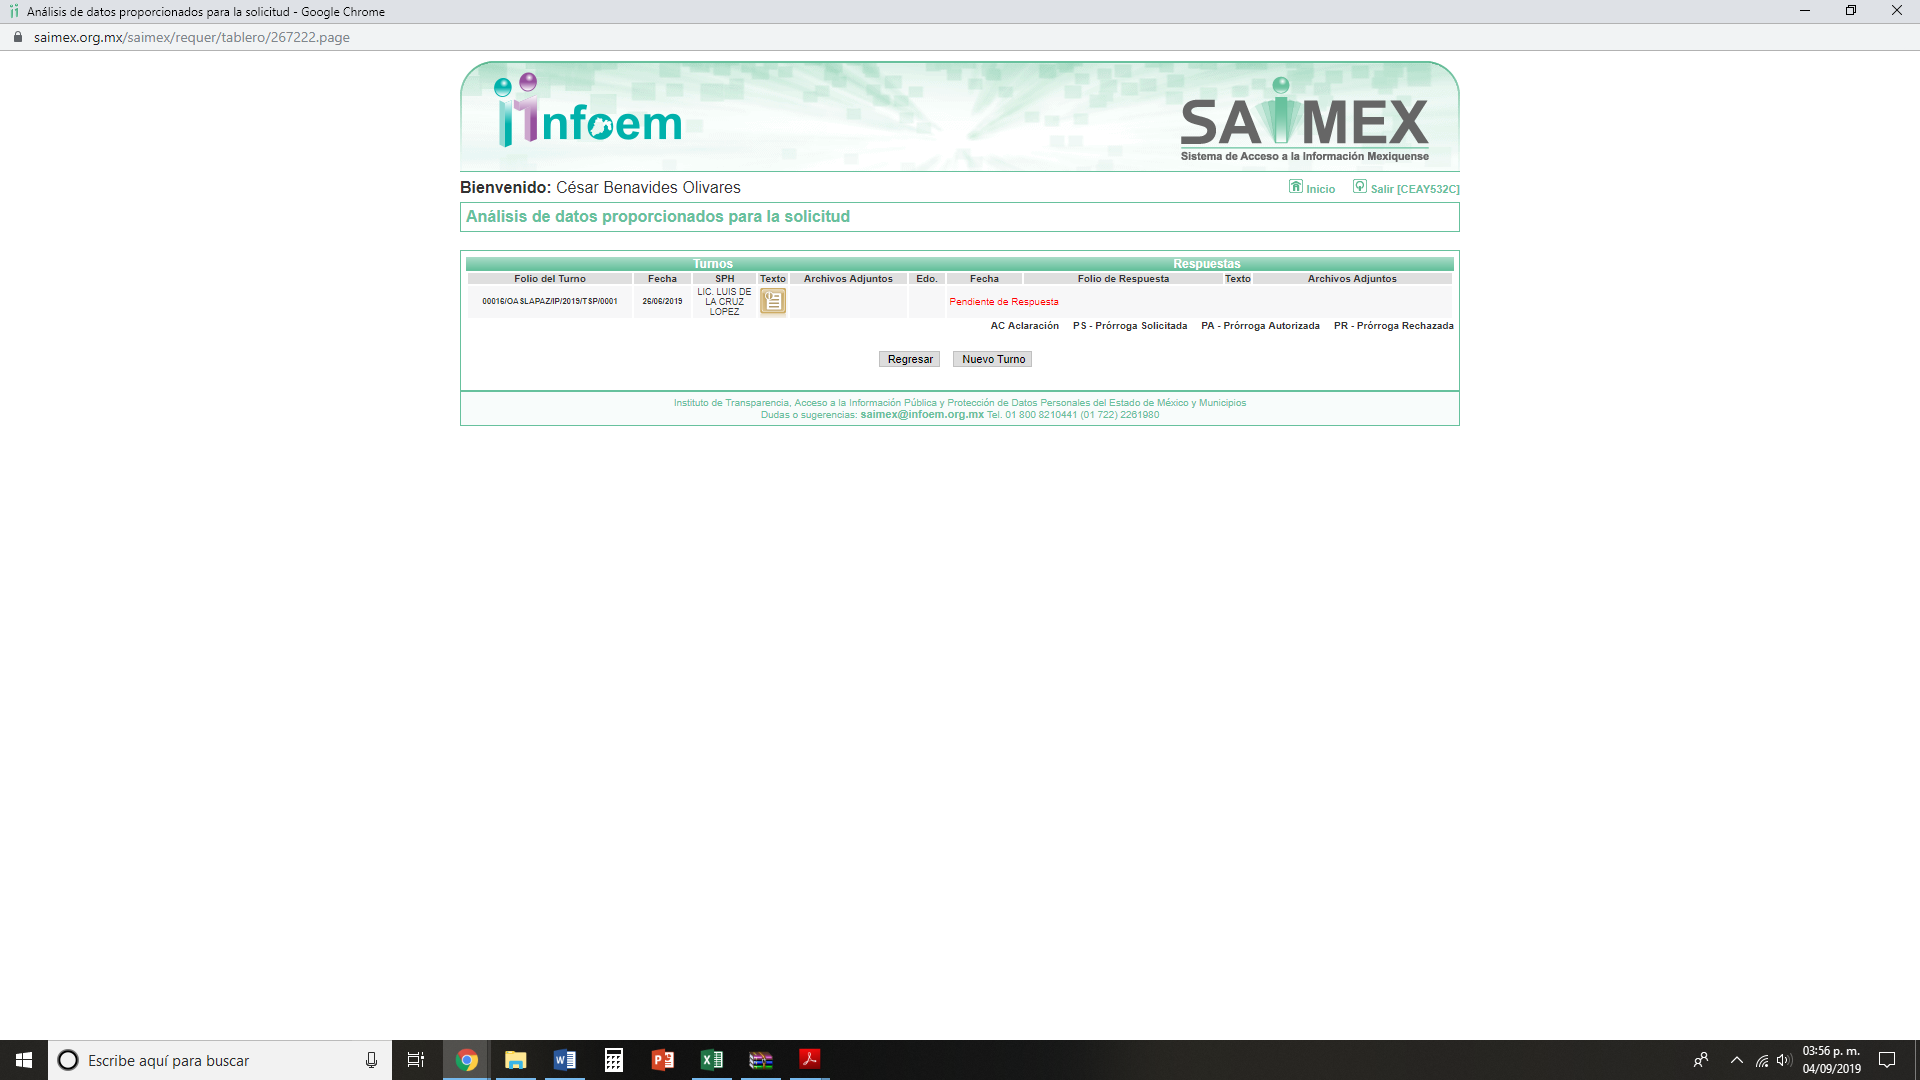 Análisis de datos proporcionados para la solicitud - Google Chrome
saimex.org.mx/saimex/requer/tablero/267222.page
infoem
SAIMEX
Sistema de Acceso a la Información Mexiquense
Bienvenido: César Benavides Olivares
Inicio Salir [CEAY532C]
Análisis de datos proporcionados para la solicitud
Turnos Respuestas
Folio del Turno Fecha SPH Texto Archivos Adjuntos Edo. Fecha Folio de Respuesta Texto Archivos Adjuntos
00016/OASLAPAZ/IP/2019/TSP/0001 26/06/2019 LIC. LUIS DE LA CRUZ LOPEZ Pendiente de Respuesta
AC Aclaración PS - Prórroga Solicitada PA - Prórroga Autorizada PR - Prórroga Rechazada
Regresar Nuevo Turno
Instituto de Transparencia, Acceso a la Información Pública y Protección de Datos Personales del Estado de México y Municipios
Dudas o sugerencias: saimex@infoem.org.mx Tel. 01 800 8210441 (01 722) 2261980
Escribe aquí para buscar
03:56 p. m.
04/09/2019